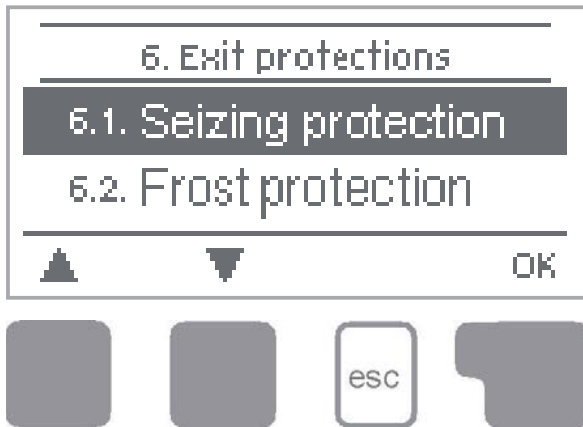 6. Exit protections
6.1. Seizing protection
6.2. Frost protection
OK
esc